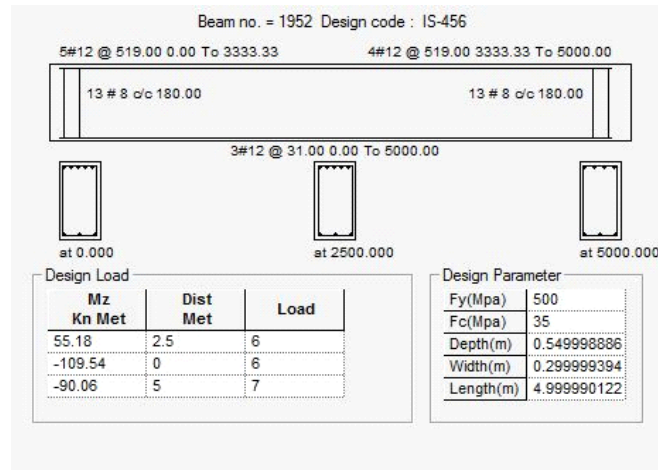 Beam no. = 1952 Design code : IS-456
5#12 @ 519.00 0.00 To 3333.33 4#12 @ 519.00 3333.33 To 5000.00
13 # 8 c/c 180.00 13 # 8 c/c 180.00
3#12 @ 31.00 0.00 To 5000.00
at 0.000 at 2500.000 at 5000.000
Design Load Design Parameter
Mz Kn Met Dist Met Load
55.18 2.5 6
-109.54 0 6
-90.06 5 7
Fy(Mpa) 500
Fc(Mpa) 35
Depth(m) 0.549998886
Width(m) 0.299999394
Length(m) 4.999990122